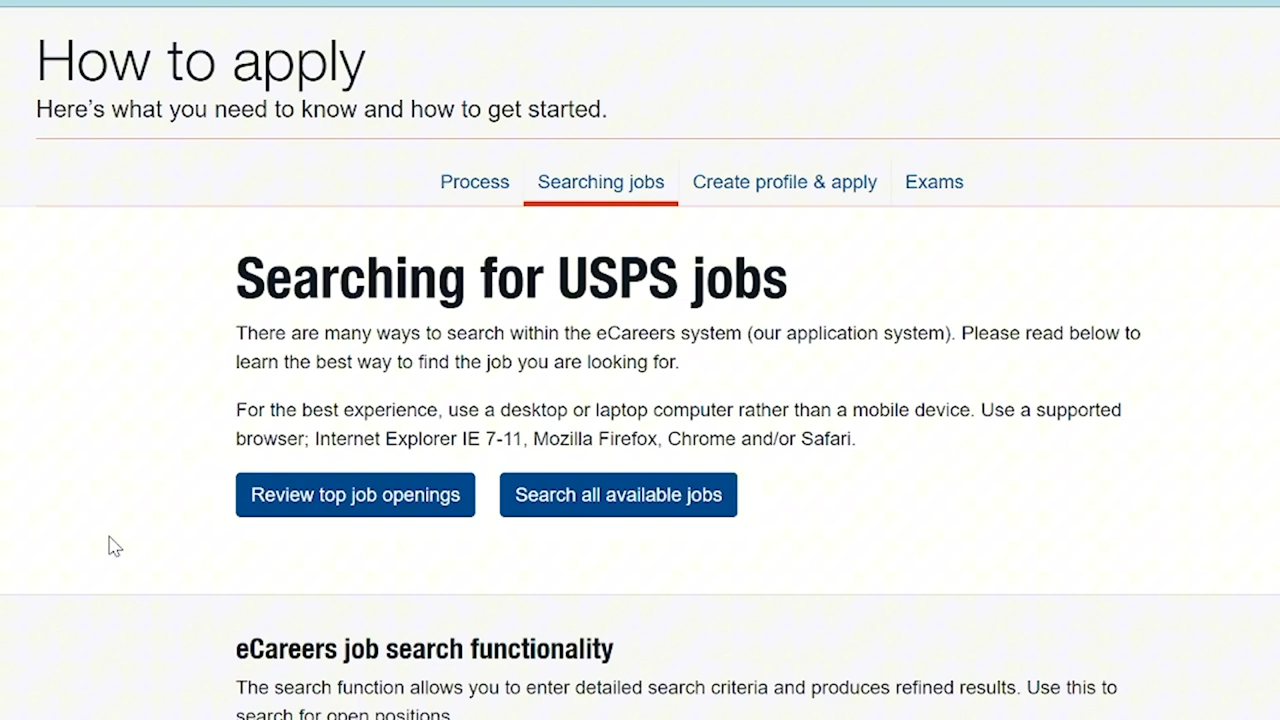 How to apply
Here's what you need to know and how to get started.
Process
Searching jobs
Create profile & apply
Exams
Searching for USPS jobs
There are many ways to search within the eCareers system (our application system). Please read below to
learn the best way to find the job you are looking for.
For the best experience, use a desktop or laptop computer rather than a mobile device. Use a supported
browser; Internet Explorer IE 7-11, Mozilla Firefox, Chrome and/or Safari.
Review top job openings
Search all available jobs
eCareers job search functionality
The search function allows you to enter detailed search criteria and produces refined results. Use this to
search for open positions.